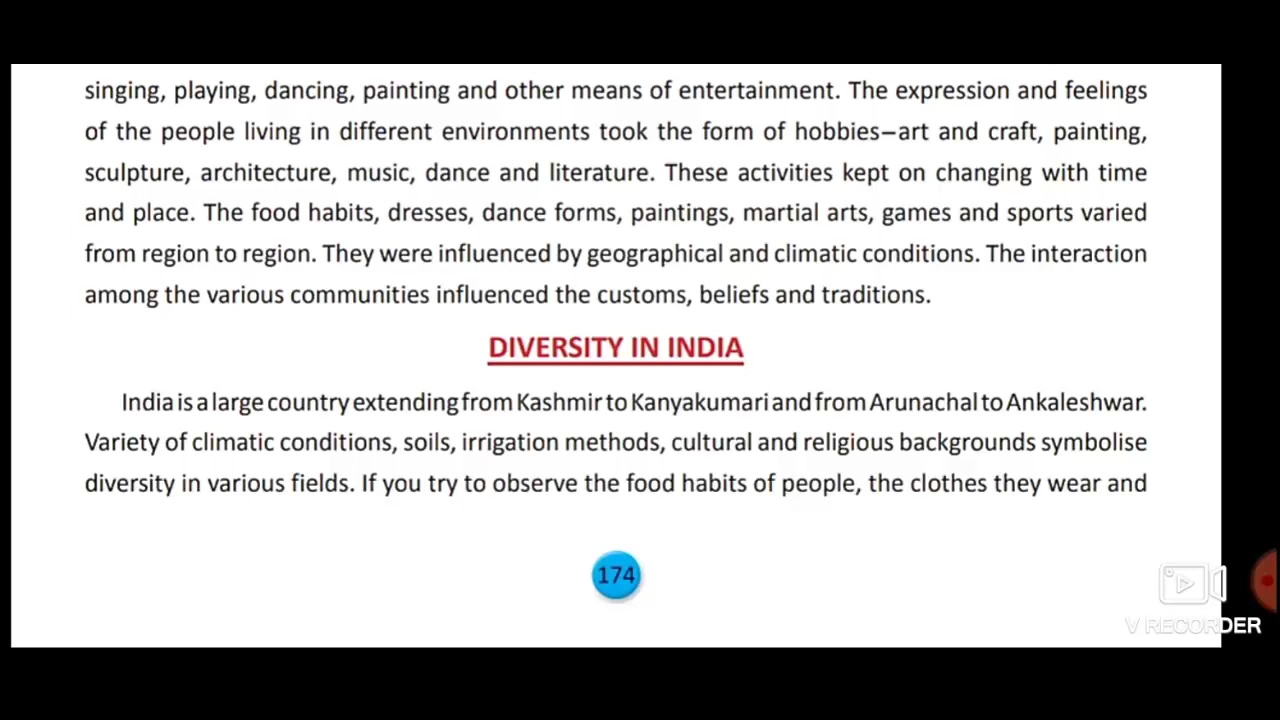 singing, playing, dancing, painting and other means of entertainment. The expression and feelings
of the people living in different environments took the form of hobbies–art and craft, painting,
sculpture, architecture, music, dance and literature. These activities kept on changing with time
and place. The food habits, dresses, dance forms, paintings, martial arts, games and sports varied
from region to region. They were influenced by geographical and climatic conditions. The interaction
among the various communities influenced the customs, beliefs and traditions.
DIVERSITY IN INDIA
India is a large country extending from Kashmir to Kanyakumari and from Arunachal to Ankaleshwar.
Variety of climatic conditions, soils, irrigation methods, cultural and religious backgrounds symbolise
diversity in various fields. If you try to observe the food habits of people, the clothes they wear and
174
V RECORDER